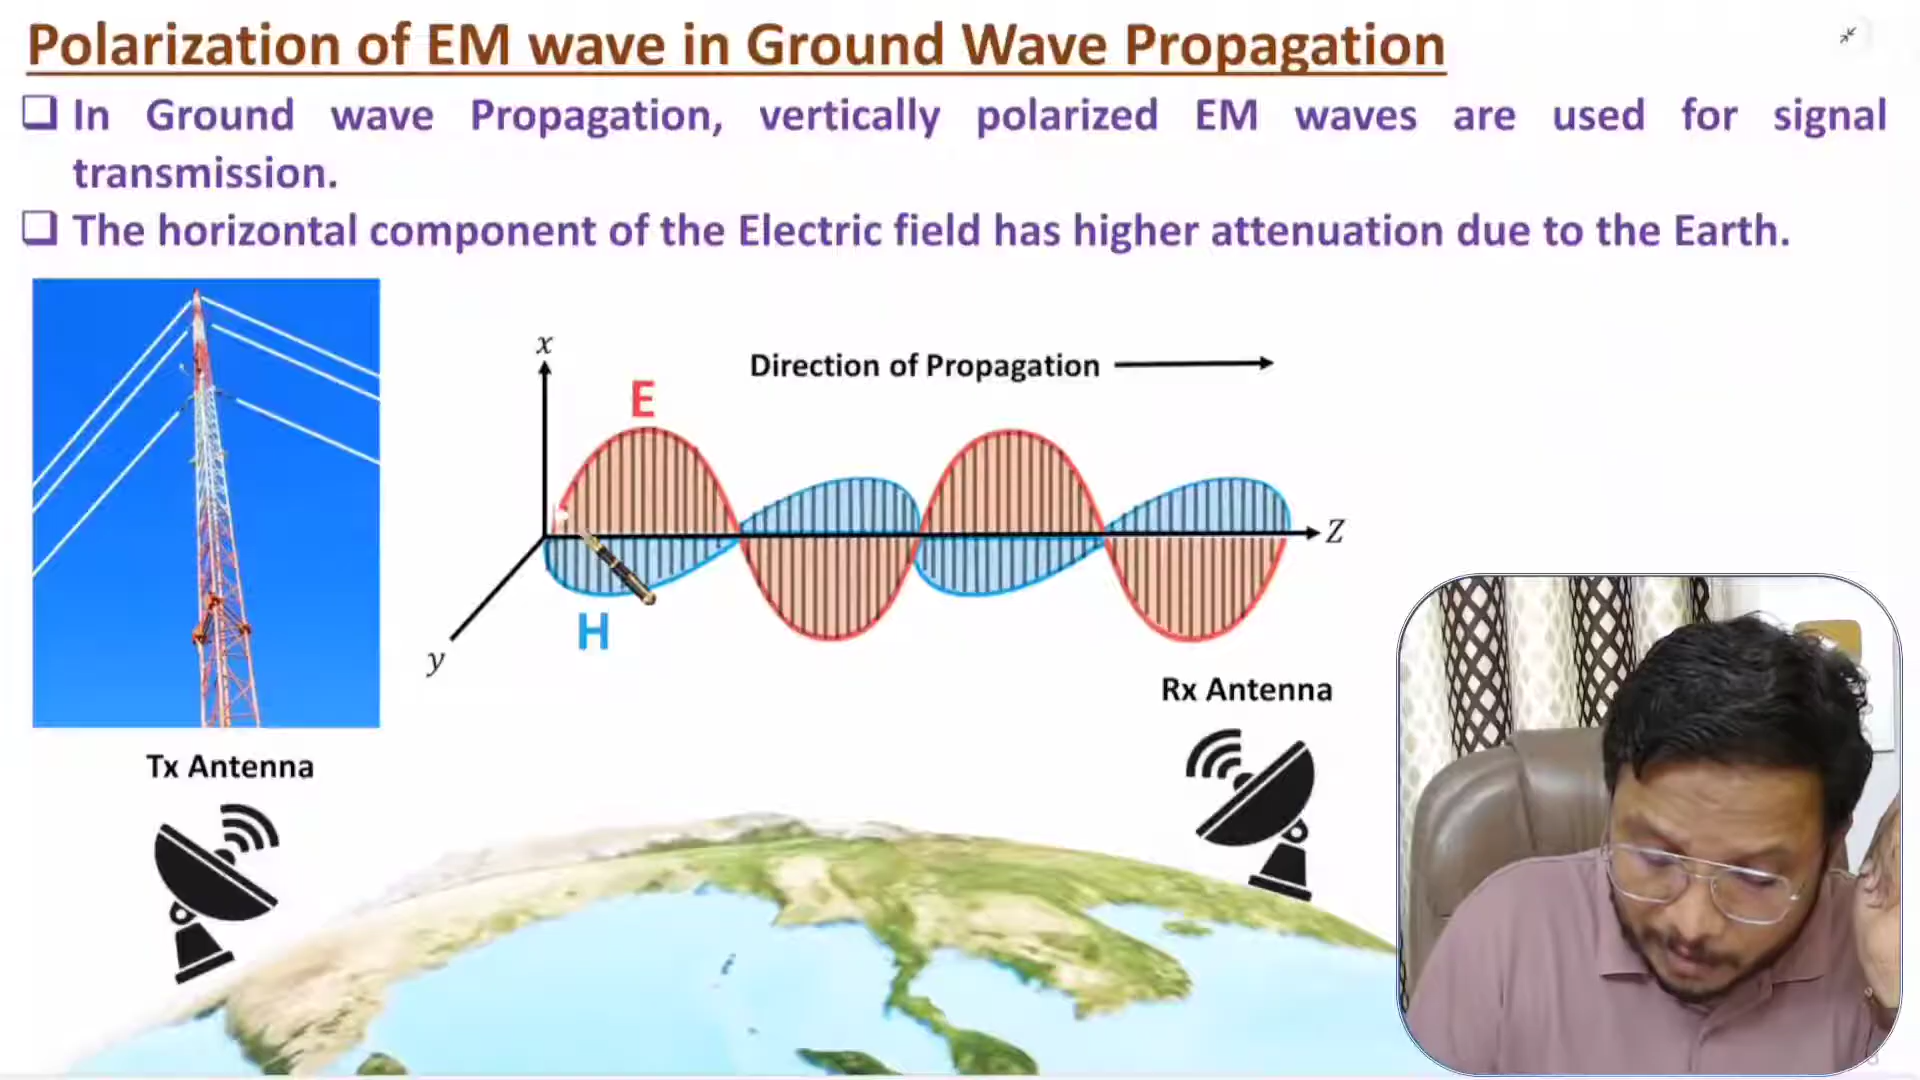 Polarization of EM wave in Ground Wave Propagation
In Ground wave Propagation, vertically polarized EM waves are used for signal
transmission.
The horizontal component of the Electric field has higher attenuation due to the Earth.
x
Direction of Propagation
E
Z
H
y
Rx Antenna
Tx Antenna